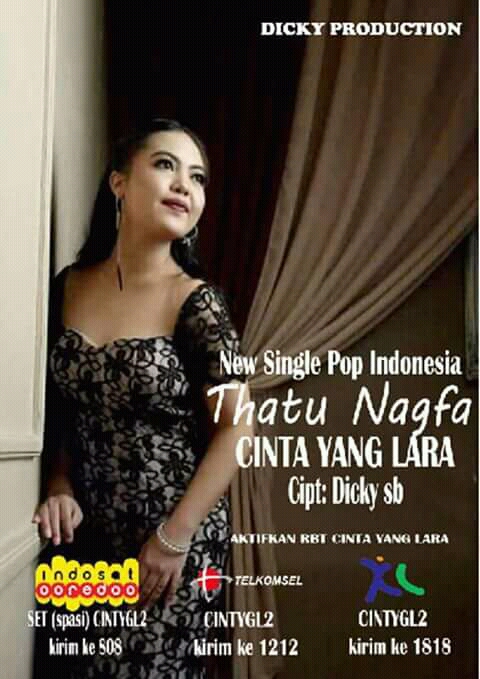 DICKY PRODUCTION
New Single Pop Indonesia
Thatu Nagfa
CINTA YANG LARA
Cipt: Dicky sb
AKTIFKAN RBT CINTA YANG LARA
indosat
ooredoo
SET (spasi) CINTYGL2
kirim ke 808
TELKOMSEL
CINTYGL2
kirim ke 1212
XL
CINTYGL2
kirim ke 1818